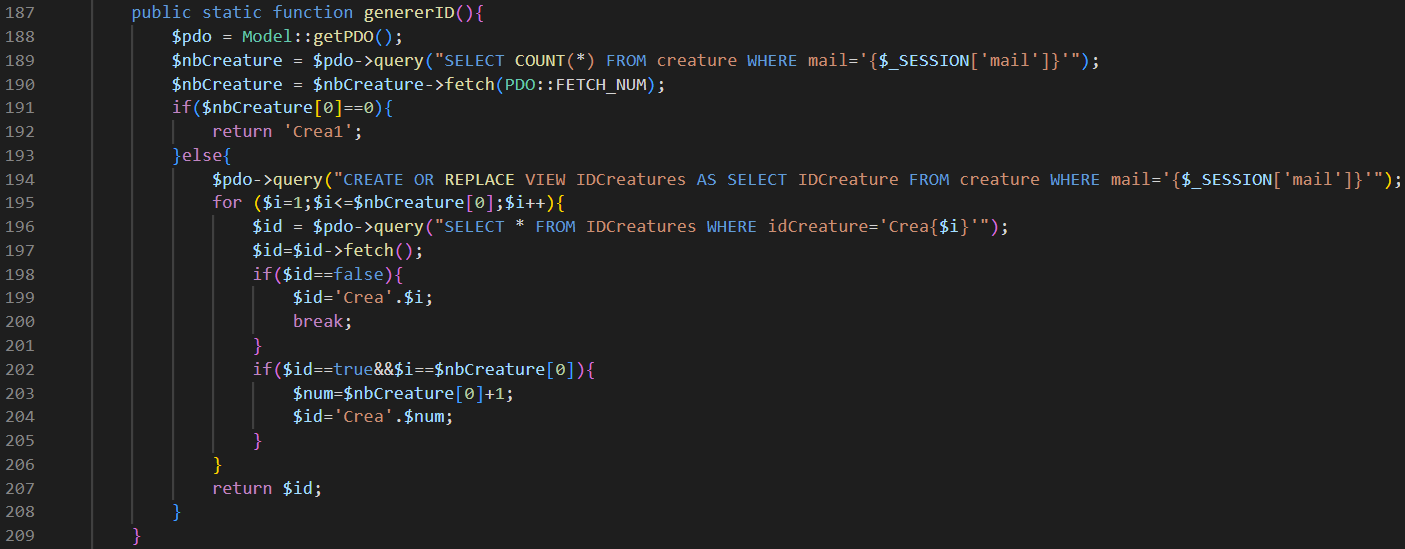 187 public static function genererID(){
188 $pdo = Model::getPDO();
189 $nbCreature = $pdo->query("SELECT COUNT(*) FROM creature WHERE mail='{$_SESSION['mail']}'");
190 $nbCreature = $nbCreature->fetch(PDO::FETCH_NUM);
191 if($nbCreature[0]==0){
192 return 'Crea1';
193 }else{
194 $pdo->query("CREATE OR REPLACE VIEW IDCreatures AS SELECT IDCreature FROM creature WHERE mail='{$_SESSION['mail']}'");
195 for ($i=1;$i<=$nbCreature[0];$i++){
196 $id = $pdo->query("SELECT * FROM IDCreatures WHERE idCreature='Crea{$i}'");
197 $id=$id->fetch();
198 if($id==false){
199 $id='Crea'.$i;
200 break;
201 }
202 if($id==true&&$i==$nbCreature[0]){
203 $num=$nbCreature[0]+1;
204 $id='Crea'.$num;
205 }
206 }
207 return $id;
208 }
209 }